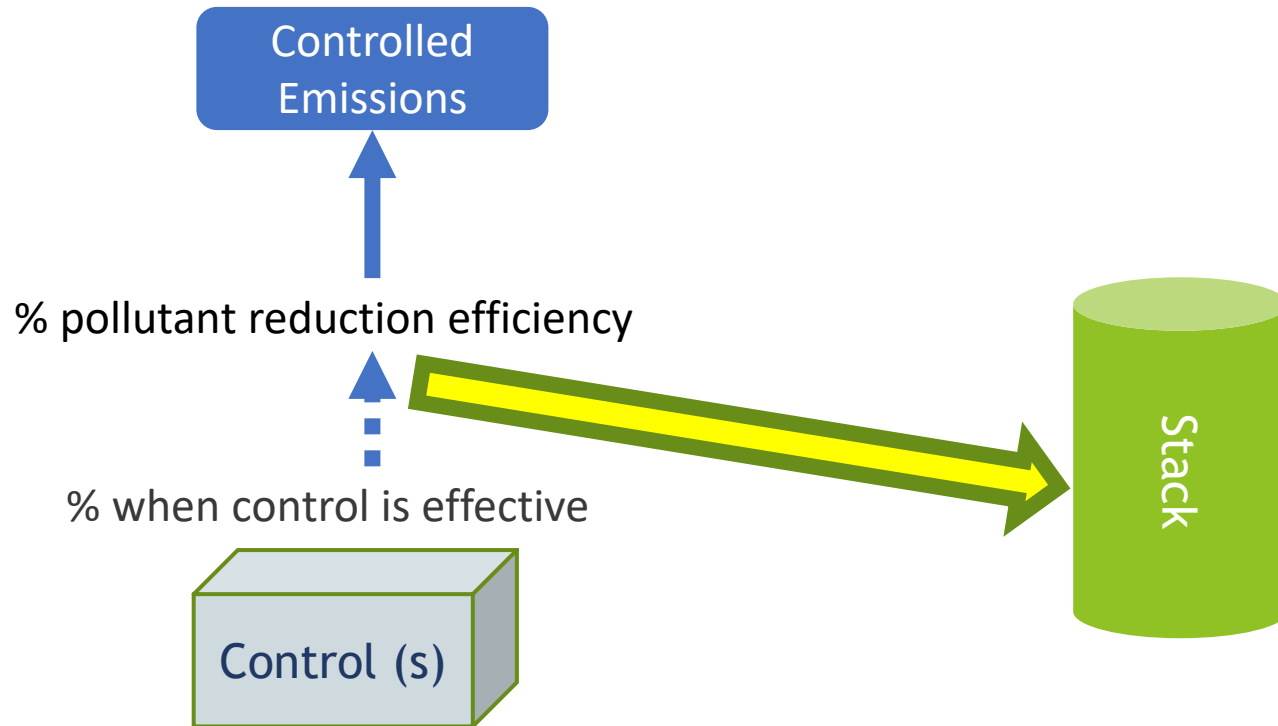 Controlled
Emissions
% pollutant reduction efficiency
% when control is effective
Stack
Control (s)